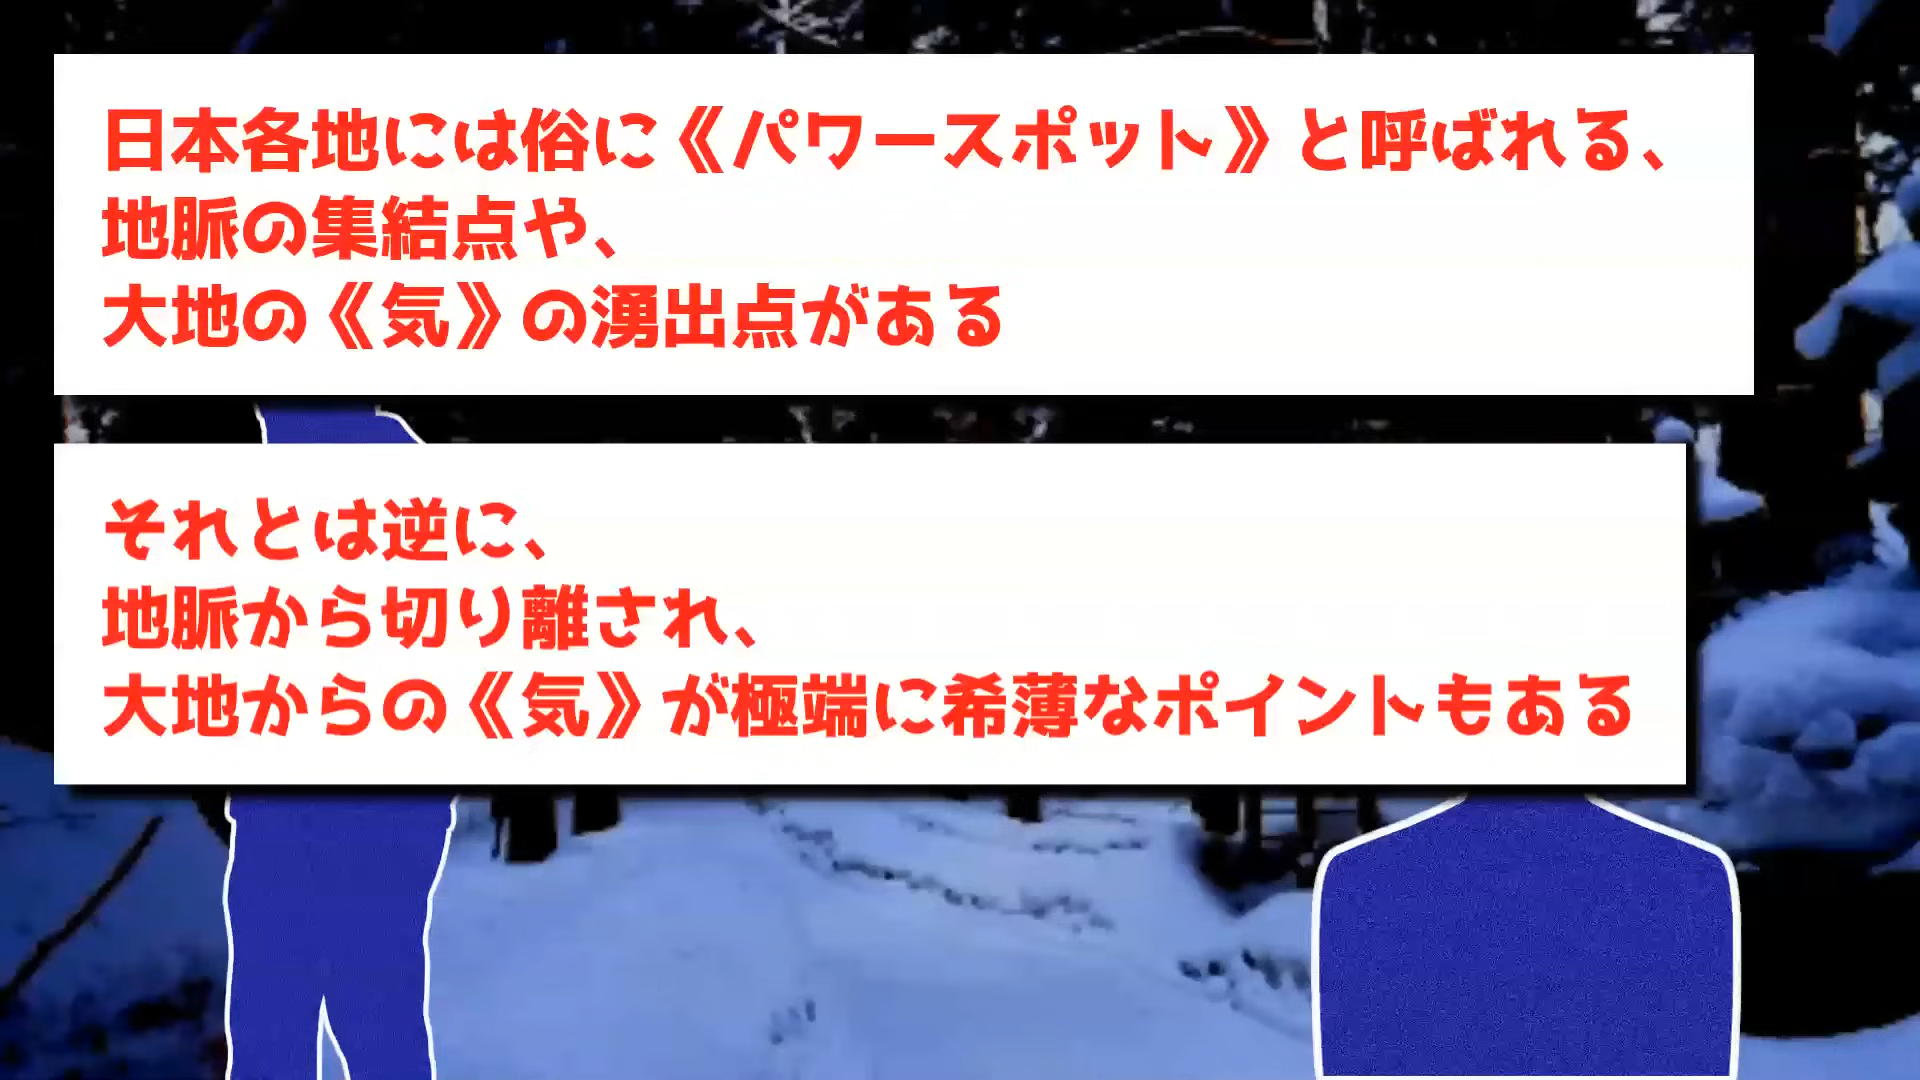 日本各地には俗に《パワースポット》と呼ばれる、
地脈の集結点や、
大地の《気》の湧出点がある
それとは逆に、
地脈から切り離され、
大地からの《気》が極端に希薄なポイントもある